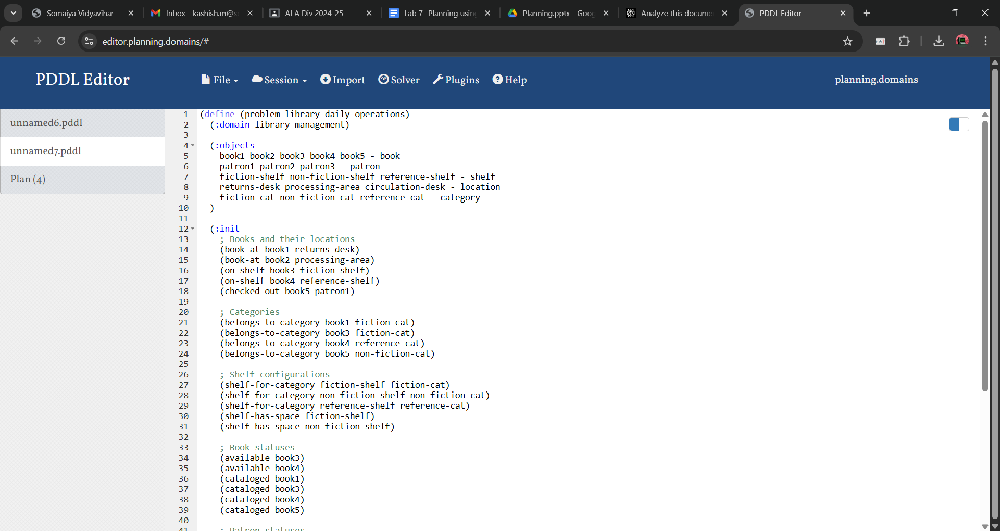 Somaiya Vidyavihar
Inbox - kashish.m@s
AI A Div 2024-25
Lab 7- Planning using
Planning.pptx - Goog
Analyze this docume
PDDL Editor
editor.planning.domains/#
PDDL Editor
File
Session
Import
Solver
Plugins
Help
planning.domains
unnamed6.pddl
unnamed7.pddl
Plan (4)
1 (define (problem library-daily-operations)
2 (:domain library-management)
3
4 (:objects
5 book1 book2 book3 book4 book5 - book
6 patron1 patron2 patron3 - patron
7 fiction-shelf non-fiction-shelf reference-shelf - shelf
8 returns-desk processing-area circulation-desk - location
9 fiction-cat non-fiction-cat reference-cat - category
10 )
11
12 (:init
13 ; Books and their locations
14 (book-at book1 returns-desk)
15 (book-at book2 processing-area)
16 (on-shelf book3 fiction-shelf)
17 (on-shelf book4 reference-shelf)
18 (checked-out book5 patron1)
19
20 ; Categories
21 (belongs-to-category book1 fiction-cat)
22 (belongs-to-category book3 fiction-cat)
23 (belongs-to-category book4 reference-cat)
24 (belongs-to-category book5 non-fiction-cat)
25
26 ; Shelf configurations
27 (shelf-for-category fiction-shelf fiction-cat)
28 (shelf-for-category non-fiction-shelf non-fiction-cat)
29 (shelf-for-category reference-shelf reference-cat)
30 (shelf-has-space fiction-shelf)
31 (shelf-has-space non-fiction-shelf)
32
33 ; Book statuses
34 (available book3)
35 (available book4)
36 (cataloged book1)
37 (cataloged book3)
38 (cataloged book4)
39 (cataloged book5)
40
41 ; Patron statuses